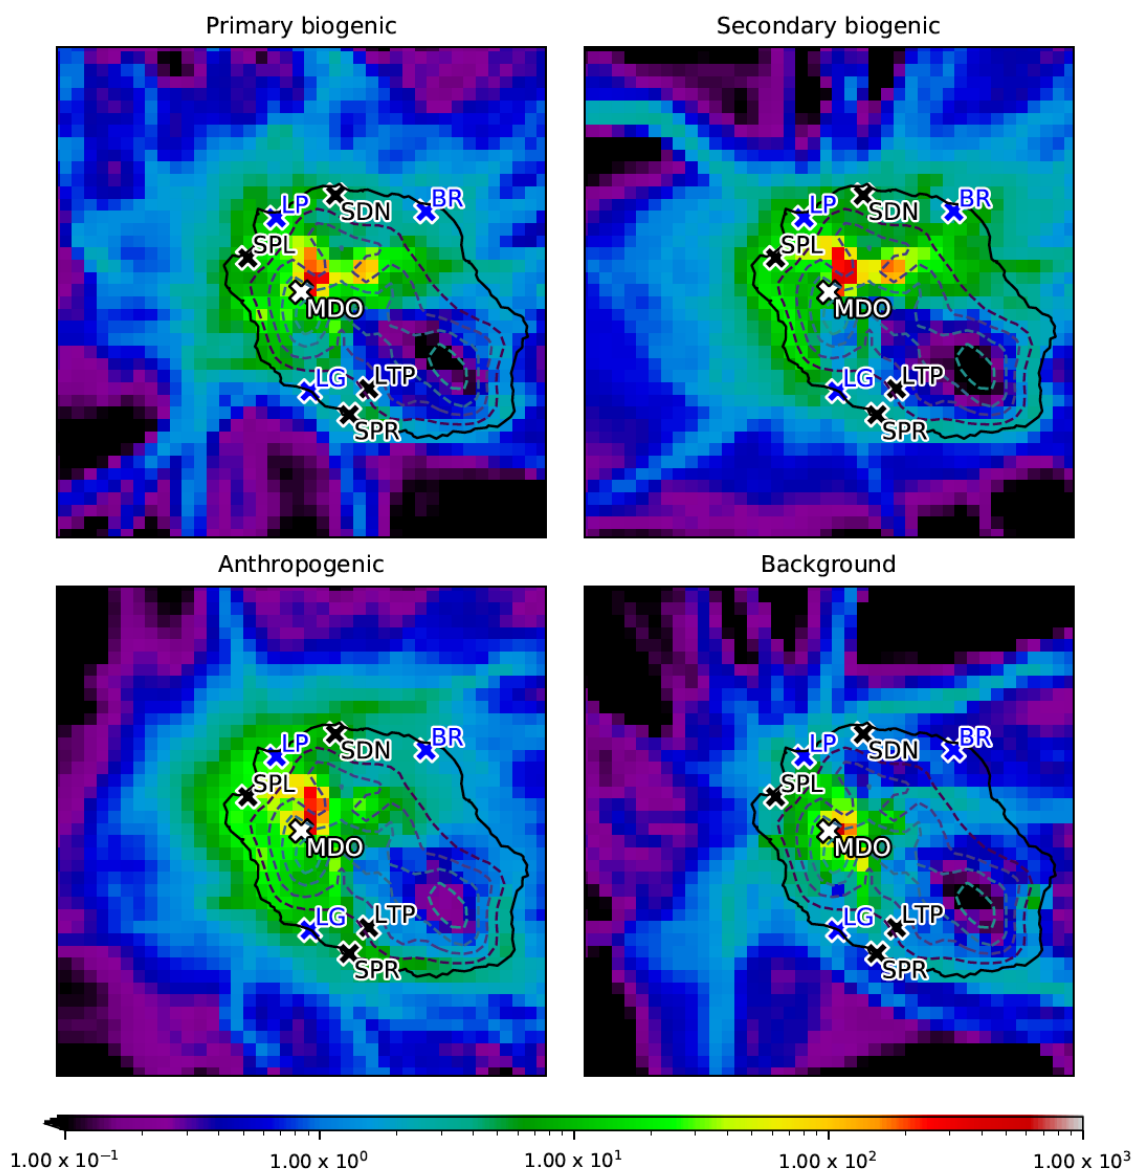 Primary biogenic
Secondary biogenic
LP
SDN
BR
SPL
MDO
LG
LTP
SPR
LP
SDN
BR
SPL
MDO
LG
LTP
SPR
Anthropogenic
Background
LP
SDN
BR
SPL
MDO
LG
LTP
SPR
LP
SDN
BR
SPL
MDO
LG
LTP
SPR
1.00 x 10⁻¹ 1.00 x 10⁰ 1.00 x 10¹ 1.00 x 10² 1.00 x 10³